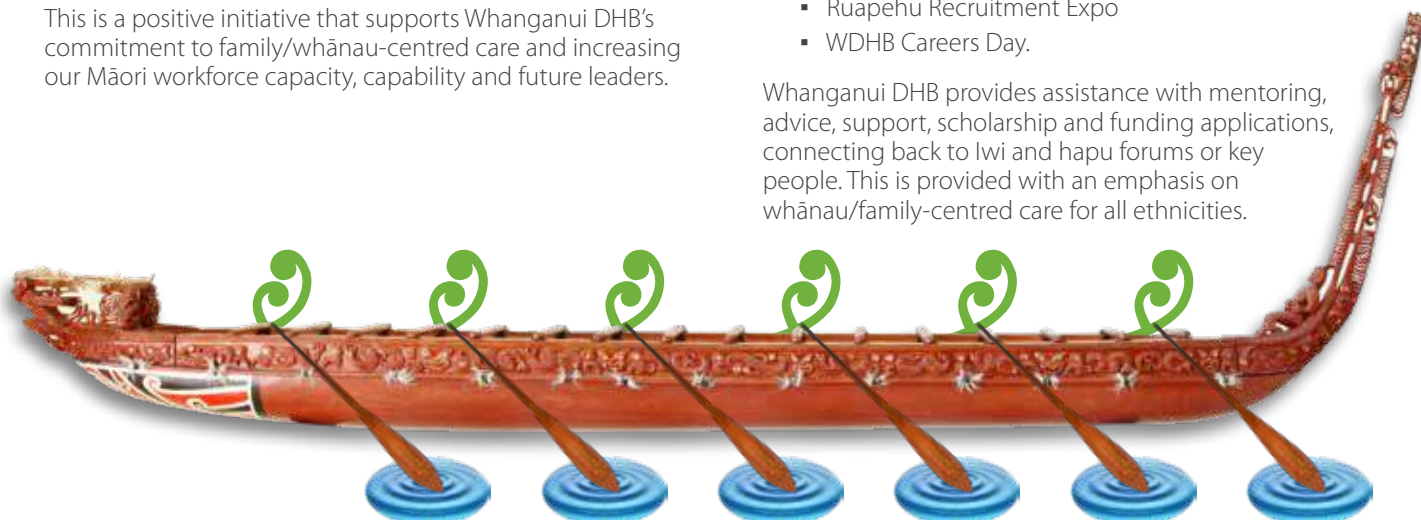 This is a positive initiative that supports Whanganui DHB's
commitment to family/whānau-centred care and increasing
our Māori workforce capacity, capability and future leaders.
▪ Ruapehu Recruitment Expo
▪ WDHB Careers Day.
Whanganui DHB provides assistance with mentoring,
advice, support, scholarship and funding applications,
connecting back to Iwi and hapu forums or key
people. This is provided with an emphasis on
whānau/family-centred care for all ethnicities.